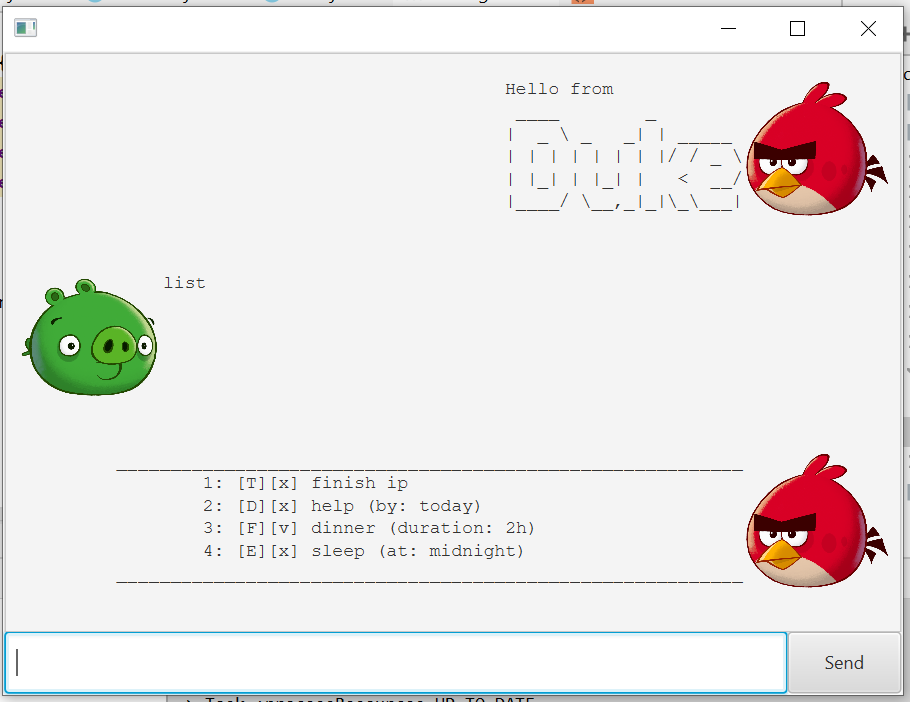 Hello from
 ____        _
|  _ \ _   _| | _____
| | | | | | | |/ / _ \
| |_| | |_| |   <  __/
|____/ \__,_|_|\_\___|
list
____________________________________________________________
1: [T][x] finish ip
2: [D][x] help (by: today)
3: [F][v] dinner (duration: 2h)
4: [E][x] sleep (at: midnight)
____________________________________________________________
Send